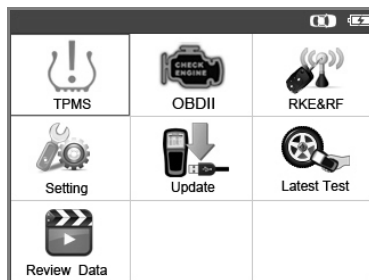 TPMS
CHECK
ENGINE
OBDII
RKE&RF
Setting
Update
Latest Test
Review Data